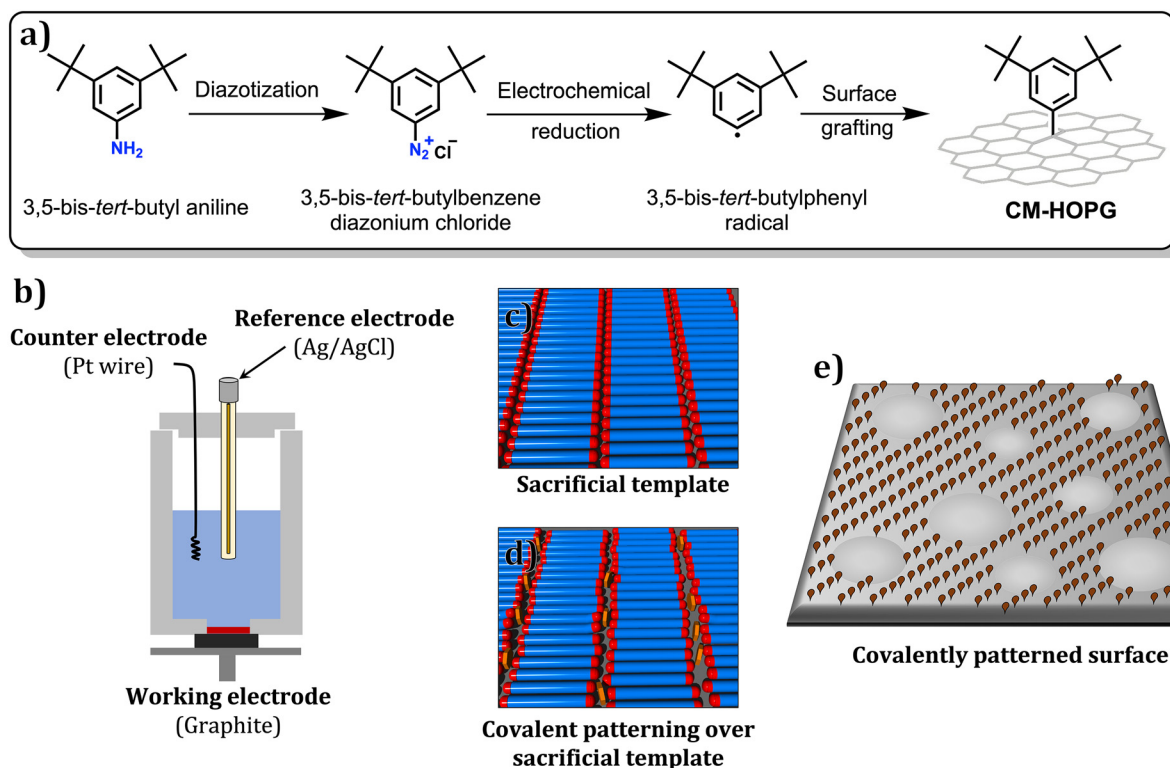 a)
Diazotization
Electrochemical
reduction
Surface
grafting
NH₂
N₂⁺ Cl⁻
3,5-bis-tert-butyl aniline
3,5-bis-tert-butylbenzene
diazonium chloride
3,5-bis-tert-butylphenyl
radical
CM-HOPG
b)
Counter electrode
(Pt wire)
Reference electrode
(Ag/AgCl)
Working electrode
(Graphite)
c)
Sacrificial template
d)
Covalent patterning over
sacrificial template
e)
Covalently patterned surface